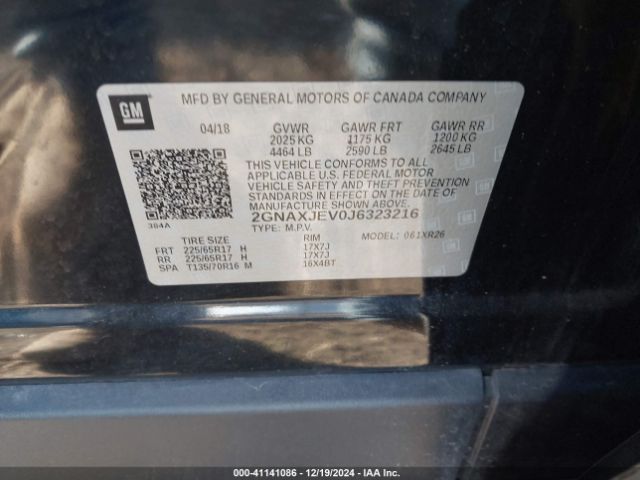 GM
MFD BY GENERAL MOTORS OF CANADA COMPANY
04/18 GVWR GAWR FRT GAWR RR
2025 KG 1175 KG 1200 KG
4464 LB 2590 LB 2645 LB
THIS VEHICLE CONFORMS TO ALL
APPLICABLE U.S. FEDERAL MOTOR
VEHICLE SAFETY AND THEFT PREVENTION
STANDARDS IN EFFECT ON THE DATE OF
MANUFACTURE SHOWN ABOVE.
384A
2GNAXJEV0J6323216
TYPE: M.P.V. MODEL: 061XR26
TIRE SIZE RIM
FRT 225/65R17 H 17X7J
RR 225/65R17 H 17X7J
SPA T135/70R16 M 16X4BT
000-41141086 - 12/19/2024 - IAA Inc.